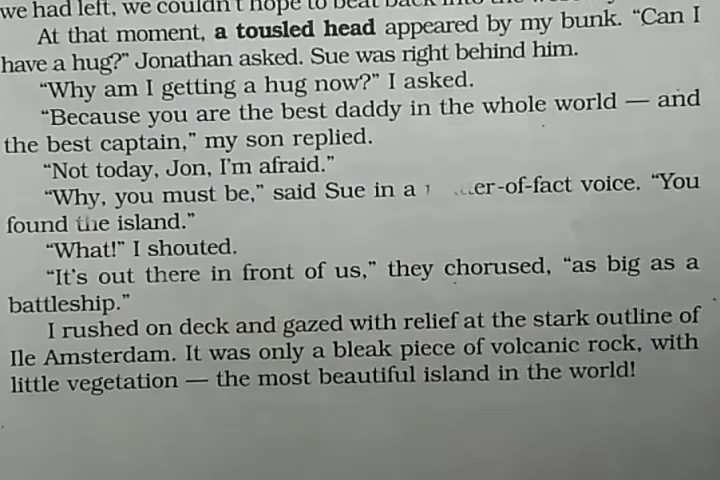 we had left, we couldn't hope to beat back into the
At that moment, a tousled head appeared by my bunk. “Can I
have a hug?” Jonathan asked. Sue was right behind him.
“Why am I getting a hug now?” I asked.
“Because you are the best daddy in the whole world — and
the best captain,” my son replied.
“Not today, Jon, I'm afraid.”
“Why, you must be,” said Sue in a er-of-fact voice. “You
found the island.”
“What!” I shouted.
“It's out there in front of us,” they chorused, “as big as a
battleship.”
I rushed on deck and gazed with relief at the stark outline of
Ile Amsterdam. It was only a bleak piece of volcanic rock, with
little vegetation — the most beautiful island in the world!